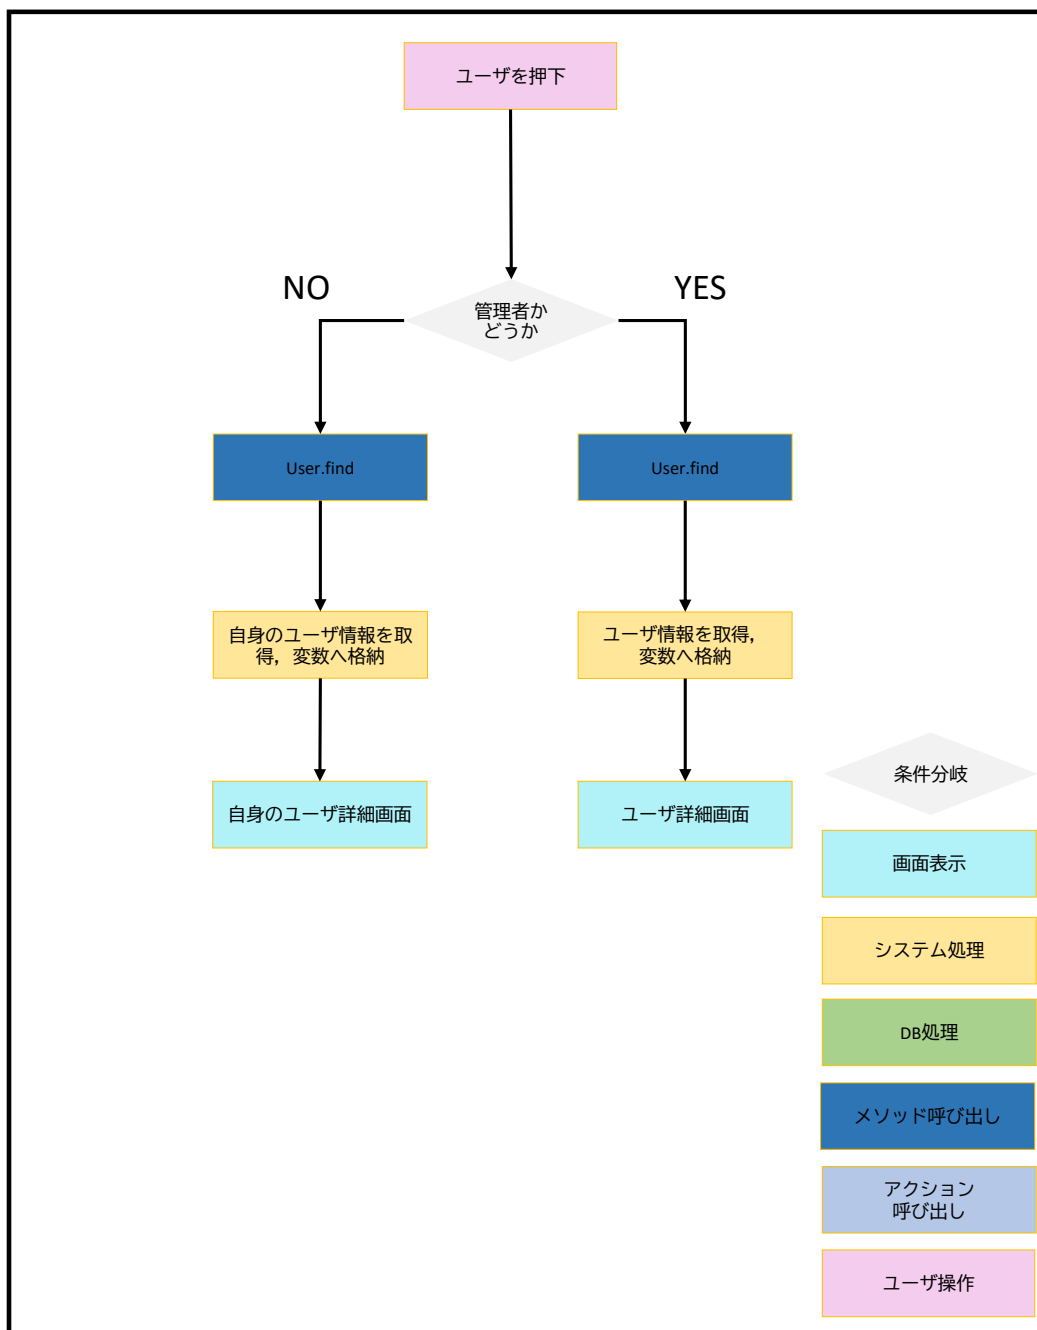 ユーザを押下
NO
YES
管理者か
どうか
User.find
User.find
自身のユーザ情報を取
得，変数へ格納
ユーザ情報を取得，
変数へ格納
自身のユーザ詳細画面
ユーザ詳細画面
条件分岐
画面表示
システム処理
DB処理
メソッド呼び出し
アクション
呼び出し
ユーザ操作